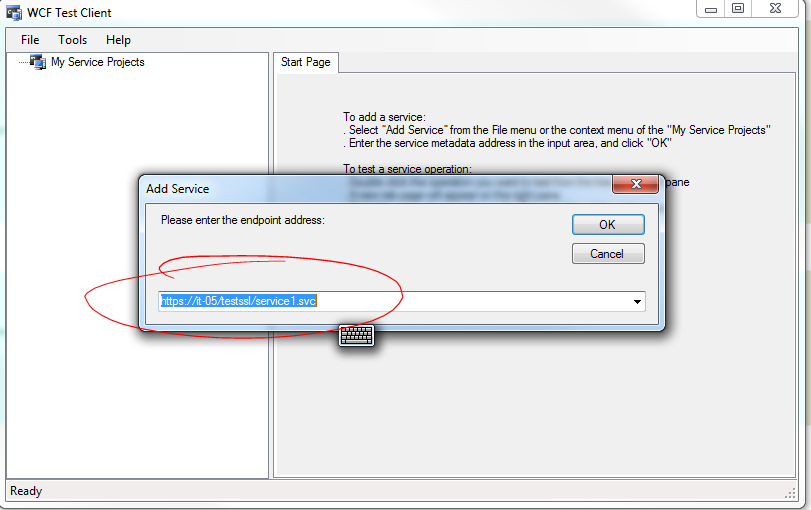 WCF Test Client
File Tools Help
My Service Projects
Start Page
To add a service:
. Select "Add Service" from the File menu or the context menu of the "My Service Projects"
. Enter the service metadata address in the input area, and click "OK"
To test a service operation:
pane
Add Service
Please enter the endpoint address:
OK
Cancel
https://it-05/testssl/service1.svc
Ready